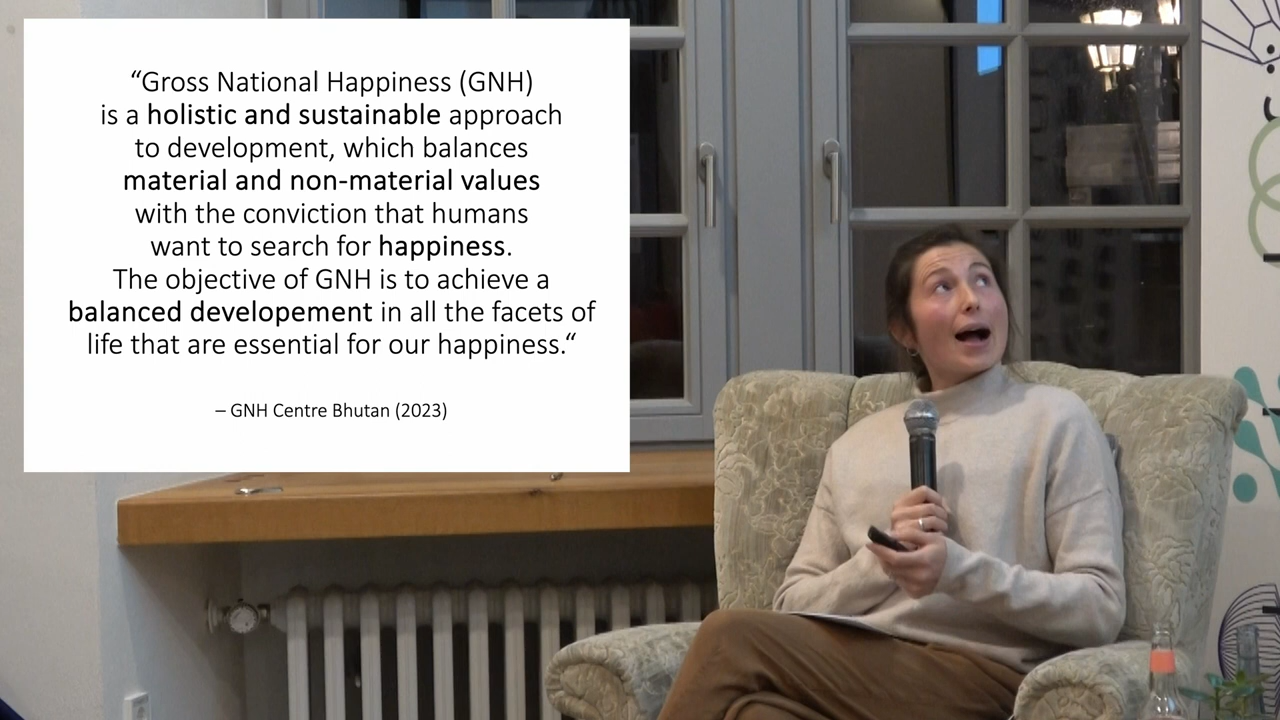 “Gross National Happiness (GNH)
is a holistic and sustainable approach
to development, which balances
material and non-material values
with the conviction that humans
want to search for happiness.
The objective of GNH is to achieve a
balanced developement in all the facets of
life that are essential for our happiness.“
– GNH Centre Bhutan (2023)